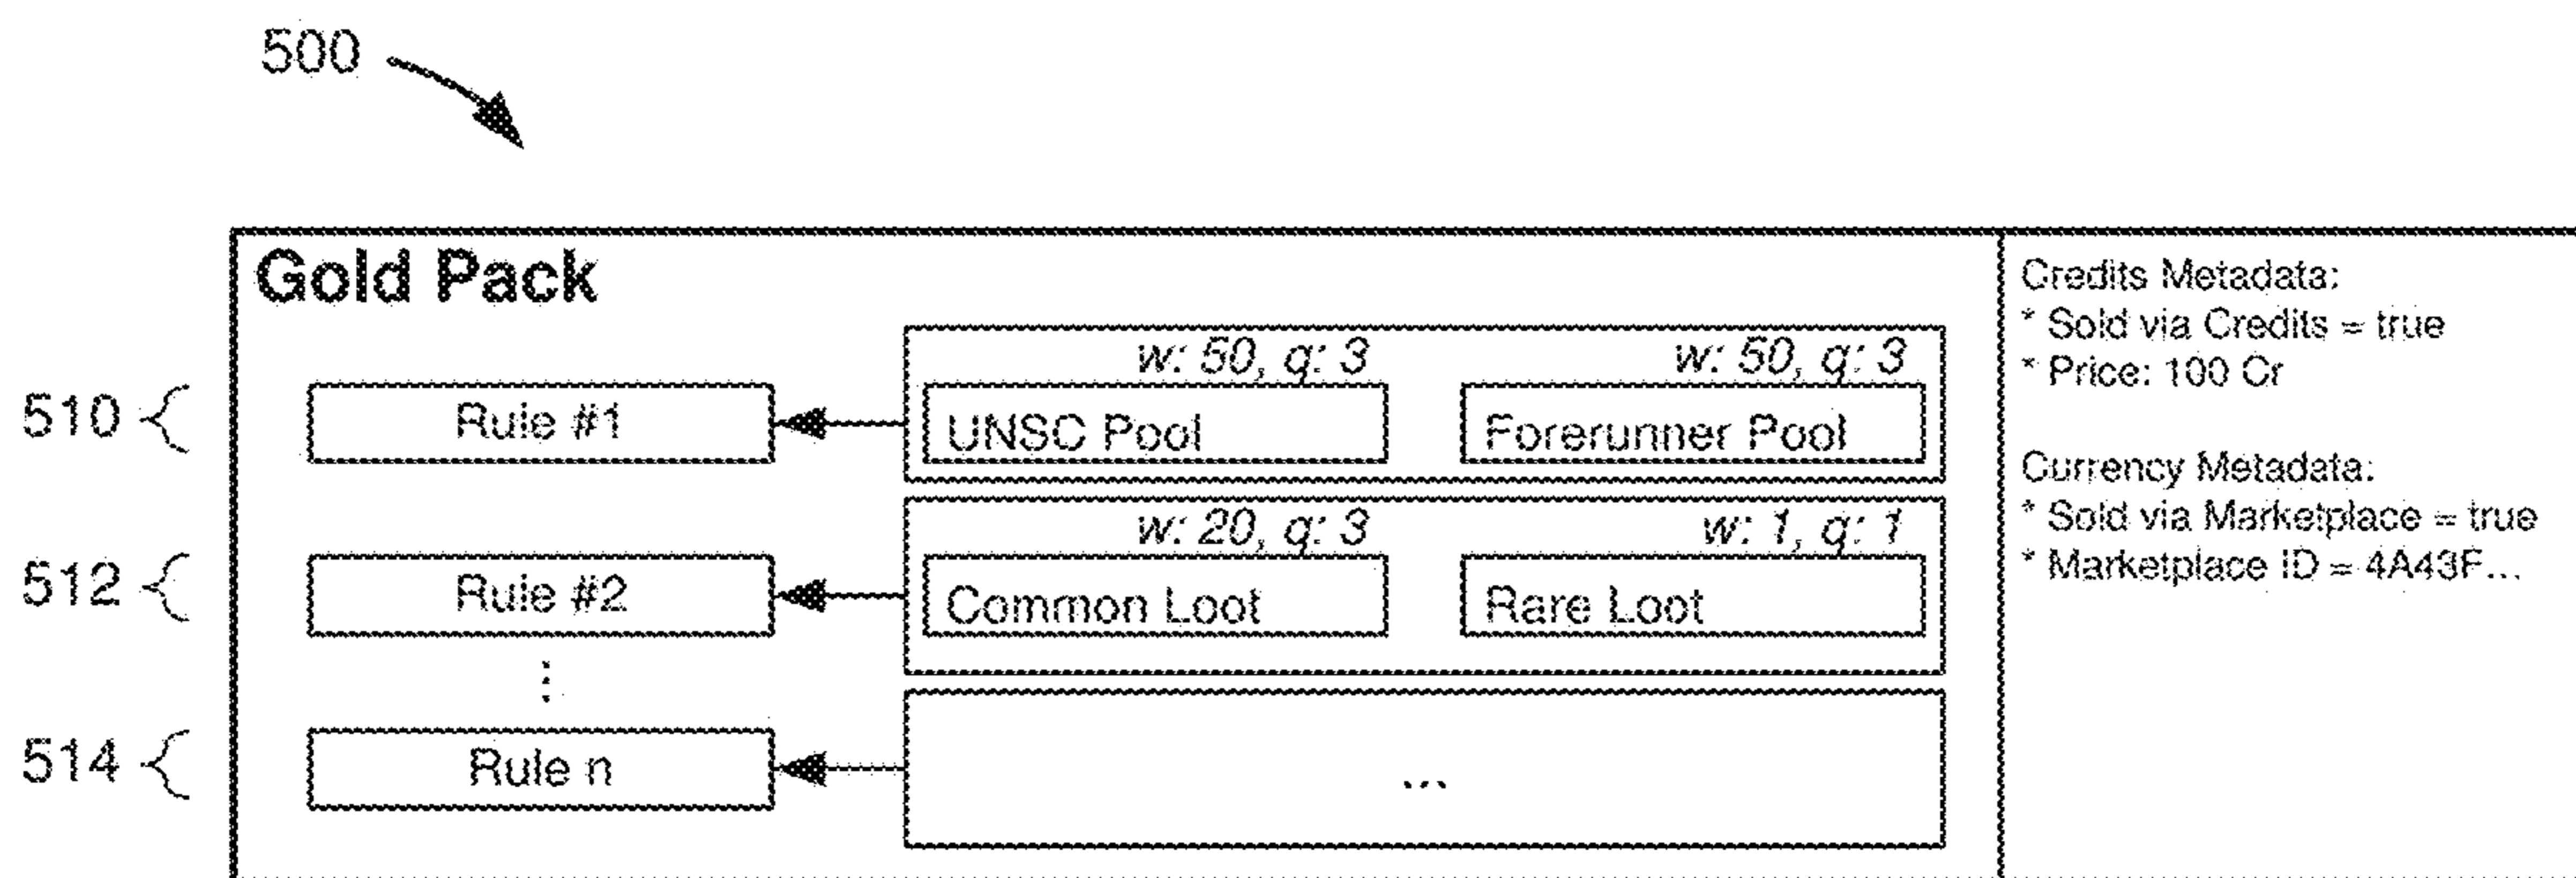 500
Gold Pack
510
Rule #1
w: 50, q: 3
UNSC Pool
w: 50, q: 3
Forerunner Pool
512
Rule #2
w: 20, q: 3
Common Loot
w: 1, q: 1
Rare Loot
⋮
514
Rule n
...
Credits Metadata:
* Sold via Credits = true
* Price: 100 Cr
Currency Metadata:
* Sold via Marketplace = true
* Marketplace ID = 4A43F...